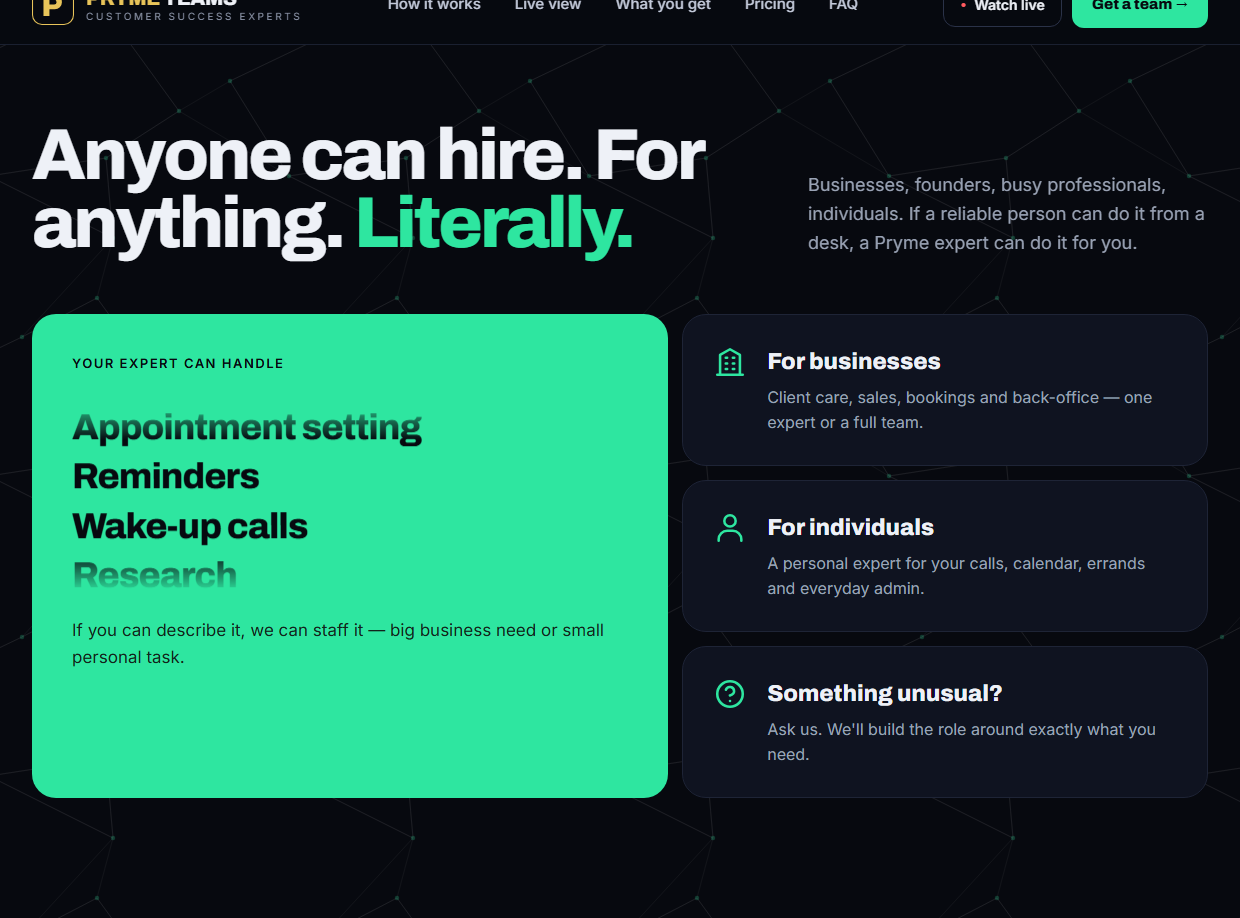 P PRYME TEAMS
CUSTOMER SUCCESS EXPERTS
How it works
Live view
What you get
Pricing
FAQ
Watch live
Get a team →
Anyone can hire. For
anything. Literally.
Businesses, founders, busy professionals,
individuals. If a reliable person can do it from a
desk, a Pryme expert can do it for you.
YOUR EXPERT CAN HANDLE
Appointment setting
Reminders
Wake-up calls
Research
If you can describe it, we can staff it — big business need or small
personal task.
For businesses
Client care, sales, bookings and back-office — one
expert or a full team.
For individuals
A personal expert for your calls, calendar, errands
and everyday admin.
Something unusual?
Ask us. We'll build the role around exactly what you
need.